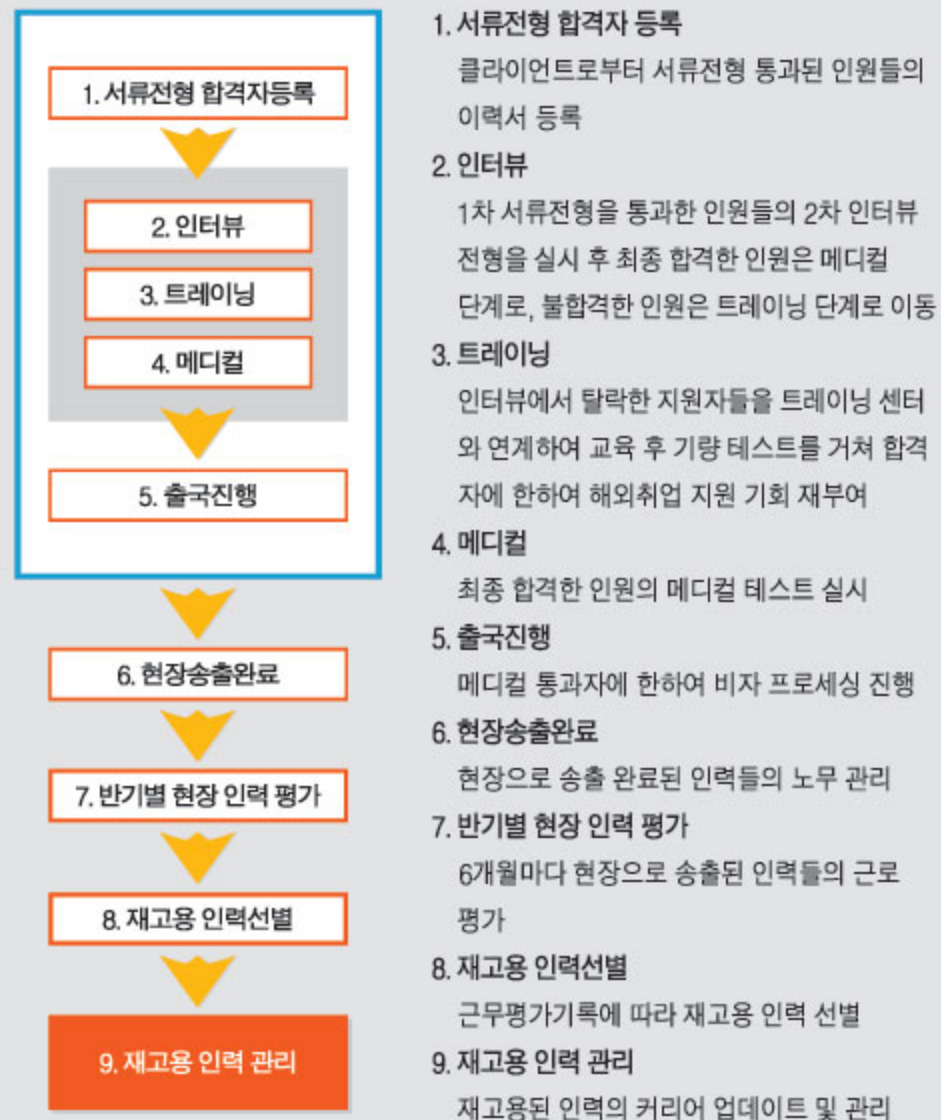 1. 서류전형 합격자등록
2. 인터뷰
3. 트레이닝
4. 메디컬
5. 출국진행
6. 현장송출완료
7. 반기별 현장 인력 평가
8. 재고용 인력선별
9. 재고용 인력 관리
1. 서류전형 합격자 등록
클라이언트로부터 서류전형 통과된 인원들의
이력서 등록
2. 인터뷰
1차 서류전형을 통과한 인원들의 2차 인터뷰
전형을 실시 후 최종 합격한 인원은 메디컬
단계로, 불합격한 인원은 트레이닝 단계로 이동
3. 트레이닝
인터뷰에서 탈락한 지원자들을 트레이닝 센터
와 연계하여 교육 후 기량 테스트를 거쳐 합격
자에 한하여 해외취업 지원 기회 재부여
4. 메디컬
최종 합격한 인원의 메디컬 테스트 실시
5. 출국진행
메디컬 통과자에 한하여 비자 프로세싱 진행
6. 현장송출완료
현장으로 송출 완료된 인력들의 노무 관리
7. 반기별 현장 인력 평가
6개월마다 현장으로 송출된 인력들의 근로
평가
8. 재고용 인력선별
근무평가기록에 따라 재고용 인력 선별
9. 재고용 인력 관리
재고용된 인력의 커리어 업데이트 및 관리